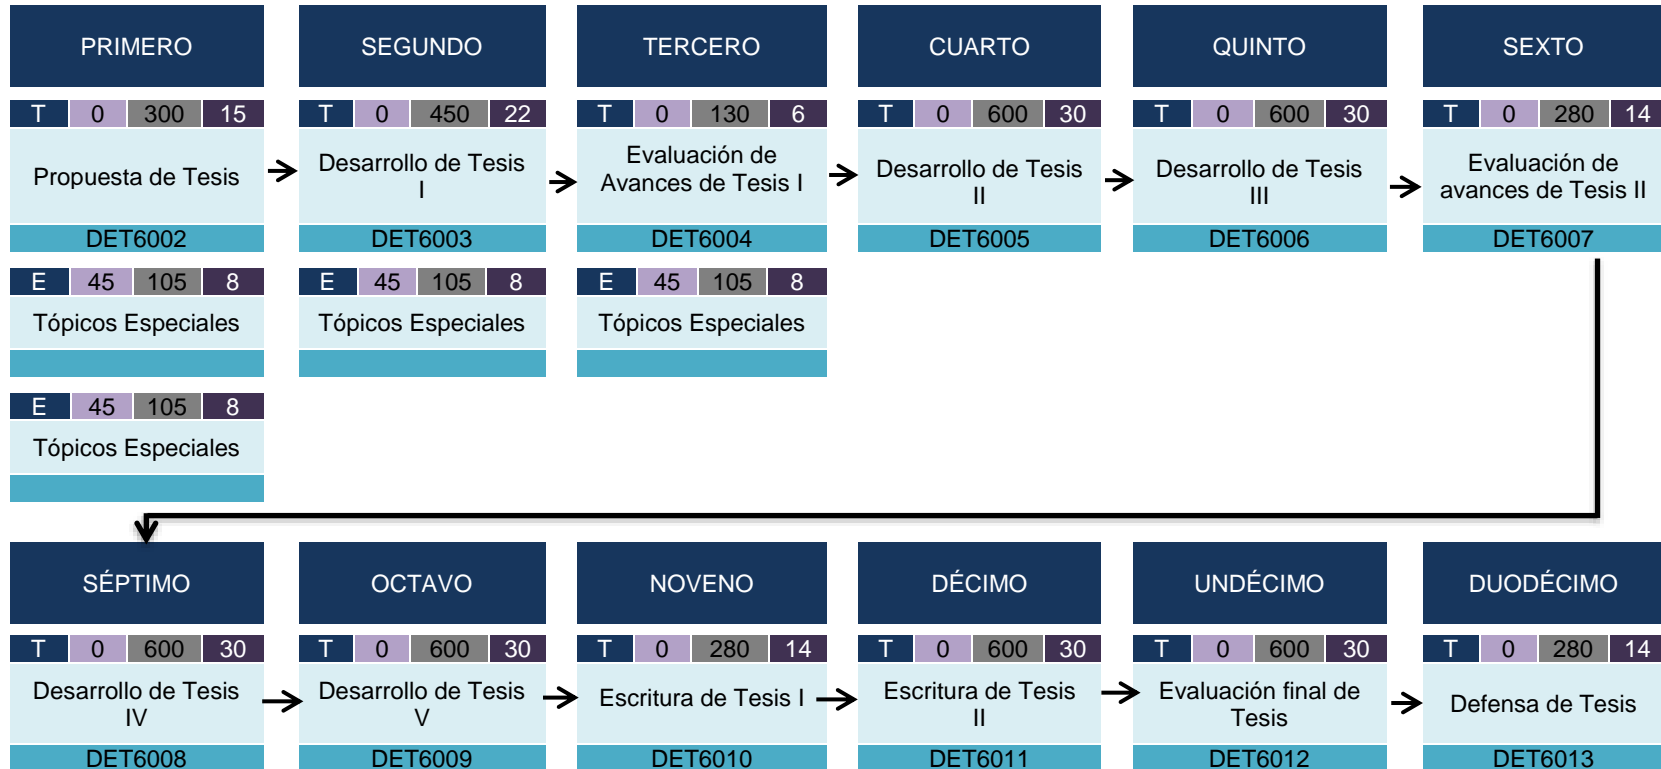 PRIMERO SEGUNDO TERCERO CUARTO QUINTO SEXTO
T 0 300 15 T 0 450 22 T 0 130 6 T 0 600 30 T 0 600 30 T 0 280 14
Propuesta de Tesis
Desarrollo de Tesis
I
Evaluación de
Avances de Tesis I
Desarrollo de Tesis
II
Desarrollo de Tesis
III
Evaluación de
avances de Tesis II
DET6002 DET6003 DET6004 DET6005 DET6006 DET6007
E 45 105 8 E 45 105 8 E 45 105 8
Tópicos Especiales Tópicos Especiales Tópicos Especiales
E 45 105 8
Tópicos Especiales
SÉPTIMO OCTAVO NOVENO DÉCIMO UNDÉCIMO DUODÉCIMO
T 0 600 30 T 0 600 30 T 0 280 14 T 0 600 30 T 0 600 30 T 0 280 14
Desarrollo de Tesis
IV
Desarrollo de Tesis
V
Escritura de Tesis I
Escritura de Tesis
II
Evaluación final de
Tesis
Defensa de Tesis
DET6008 DET6009 DET6010 DET6011 DET6012 DET6013